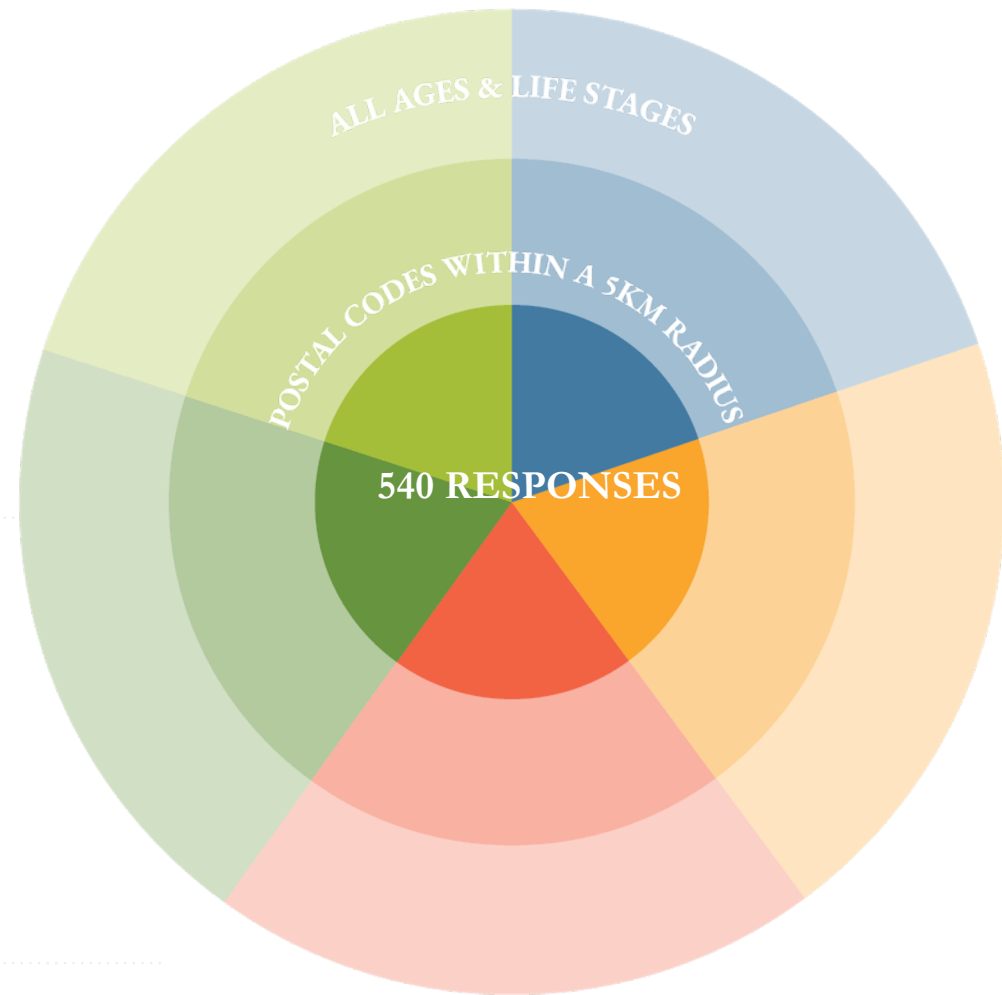 ALL AGES & LIFE STAGES
POSTAL CODES WITHIN A 5KM RADIUS
540 RESPONSES